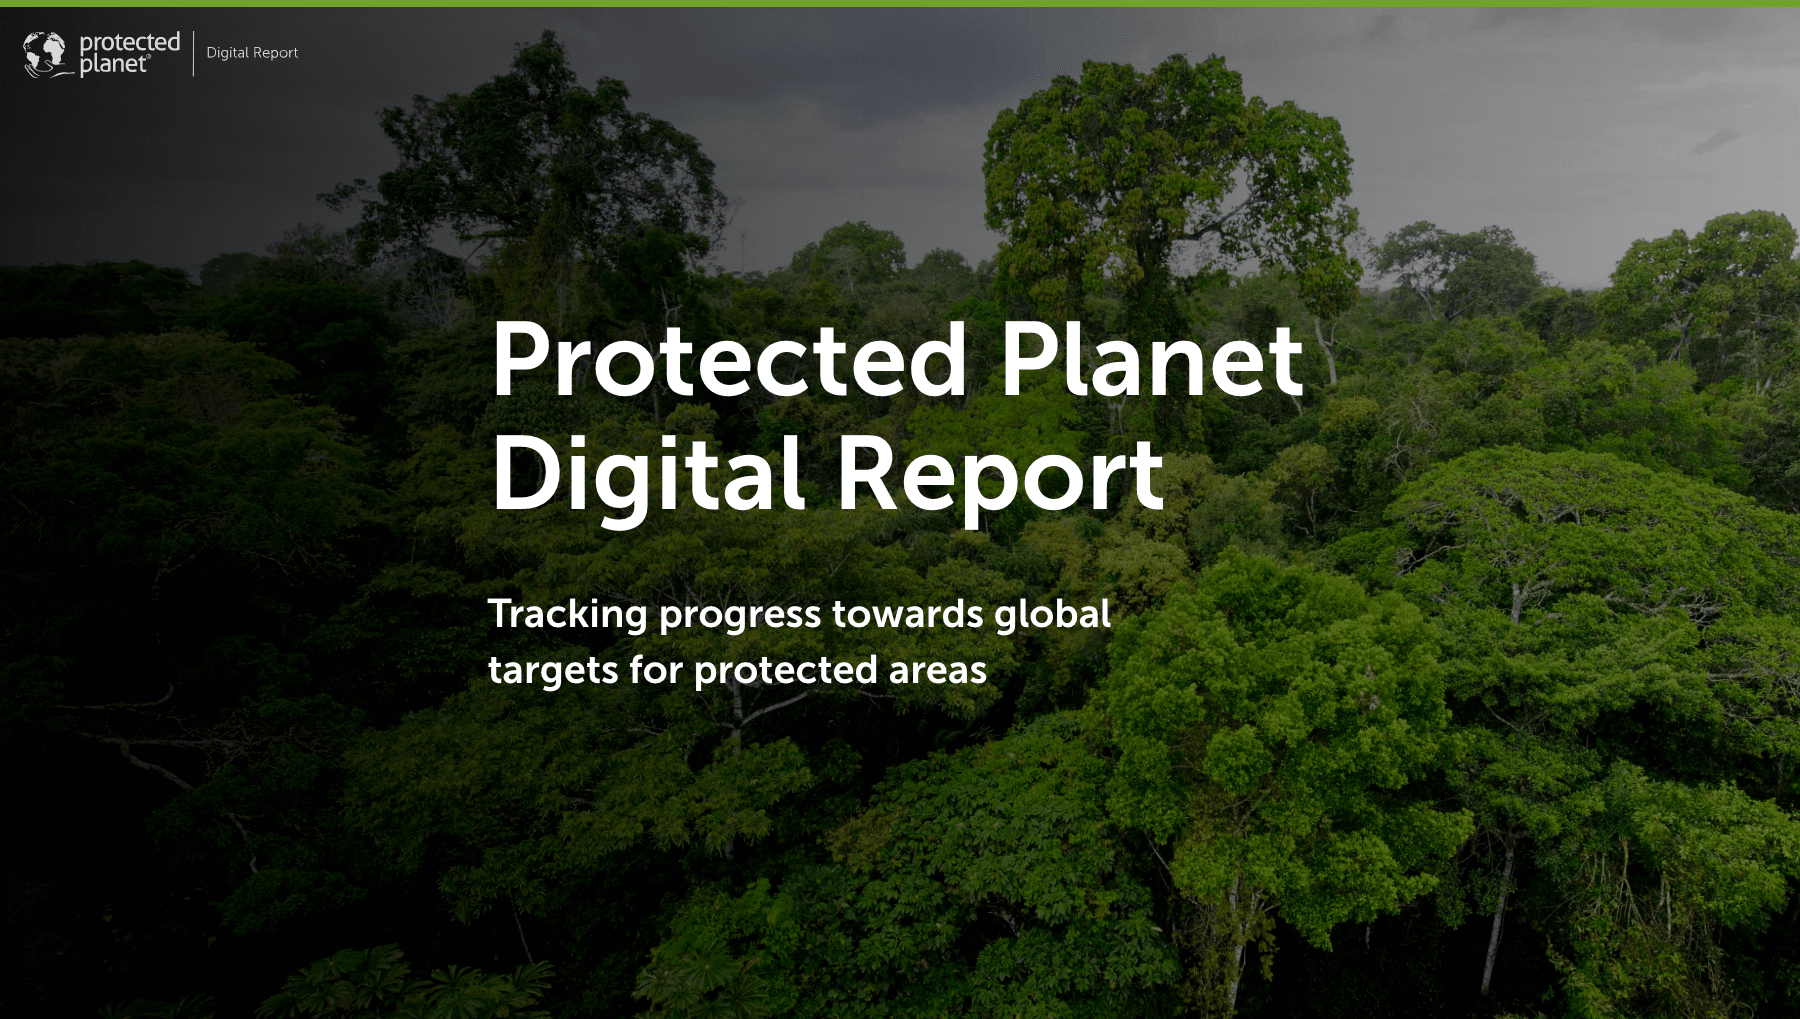 protected
planet®
Digital Report
Protected Planet
Digital Report
Tracking progress towards global
targets for protected areas